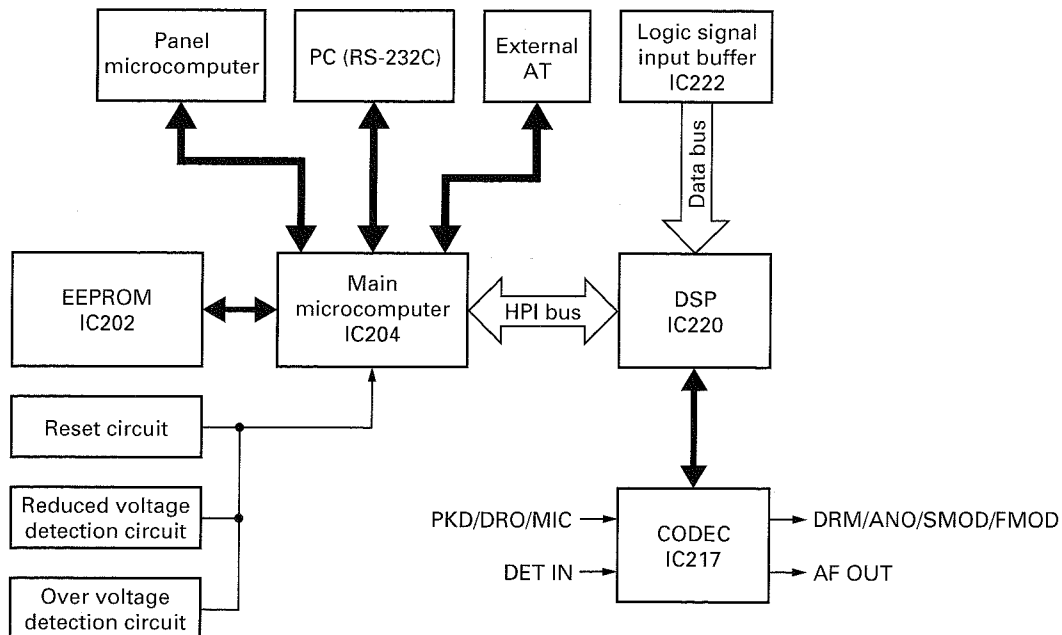 Panel
microcomputer
PC (RS-232C)
External
AT
Logic signal
input buffer
IC222
Data bus
EEPROM
IC202
Main
microcomputer
IC204
HPI bus
DSP
IC220
Reset circuit
Reduced voltage
detection circuit
Over voltage
detection circuit
PKD/DRO/MIC
DET IN
CODEC
IC217
DRM/ANO/SMOD/FMOD
AF OUT